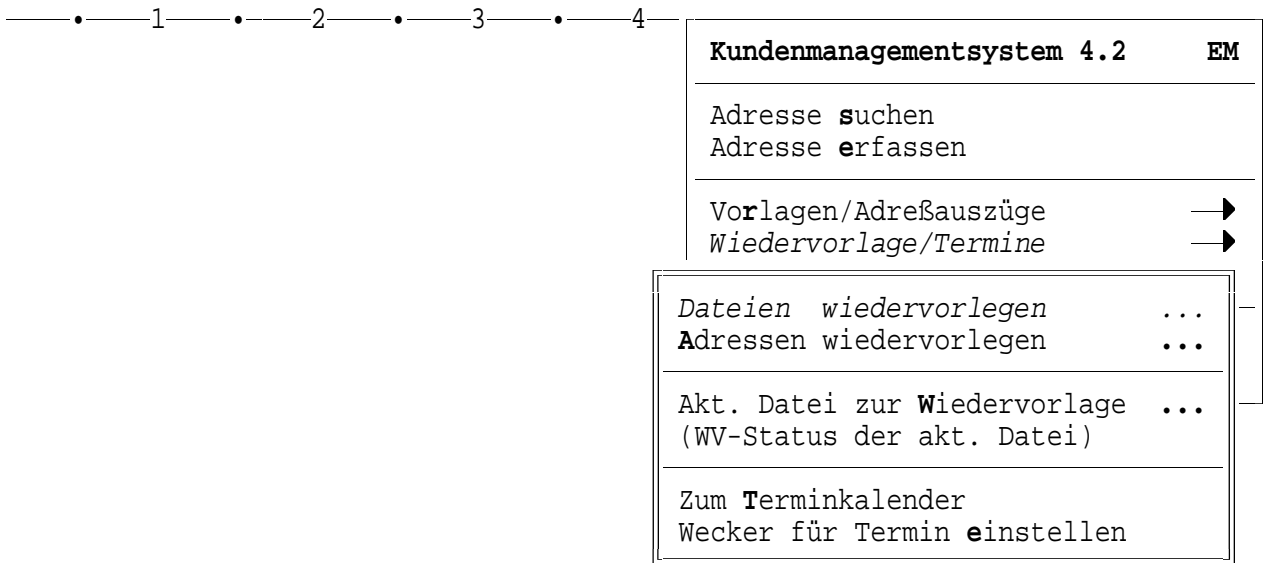 1 2 3 4
Kundenmanagementsystem 4.2 EM
Adresse suchen
Adresse erfassen
Vorlagen/Adreßauszüge
Wiedervorlage/Termine
Dateien wiedervorlegen ...
Adressen wiedervorlegen ...
Akt. Datei zur Wiedervorlage ...
(WV-Status der akt. Datei)
Zum Terminkalender
Wecker für Termin einstellen